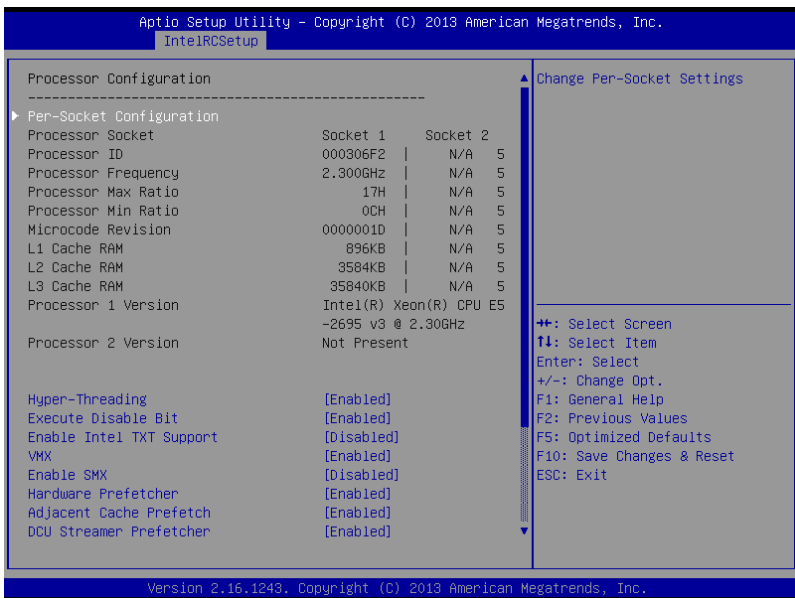 Aptio Setup Utility – Copyright (C) 2013 American Megatrends, Inc.
IntelRCSetup
Processor Configuration
--------------------------------------------------
Per-Socket Configuration
Processor Socket Socket 1 Socket 2
Processor ID 000306F2 | N/A 5
Processor Frequency 2.300GHz | N/A 5
Processor Max Ratio 17H | N/A 5
Processor Min Ratio 0CH | N/A 5
Microcode Revision 0000001D | N/A 5
L1 Cache RAM 896KB | N/A 5
L2 Cache RAM 3584KB | N/A 5
L3 Cache RAM 35840KB | N/A 5
Processor 1 Version Intel(R) Xeon(R) CPU E5
-2695 v3 @ 2.30GHz
Processor 2 Version Not Present
Hyper-Threading [Enabled]
Execute Disable Bit [Enabled]
Enable Intel TXT Support [Disabled]
VMX [Enabled]
Enable SMX [Disabled]
Hardware Prefetcher [Enabled]
Adjacent Cache Prefetch [Enabled]
DCU Streamer Prefetcher [Enabled]
Change Per-Socket Settings
→←: Select Screen
↑↓: Select Item
Enter: Select
+/-: Change Opt.
F1: General Help
F2: Previous Values
F5: Optimized Defaults
F10: Save Changes & Reset
ESC: Exit
Version 2.16.1243. Copyright (C) 2013 American Megatrends, Inc.